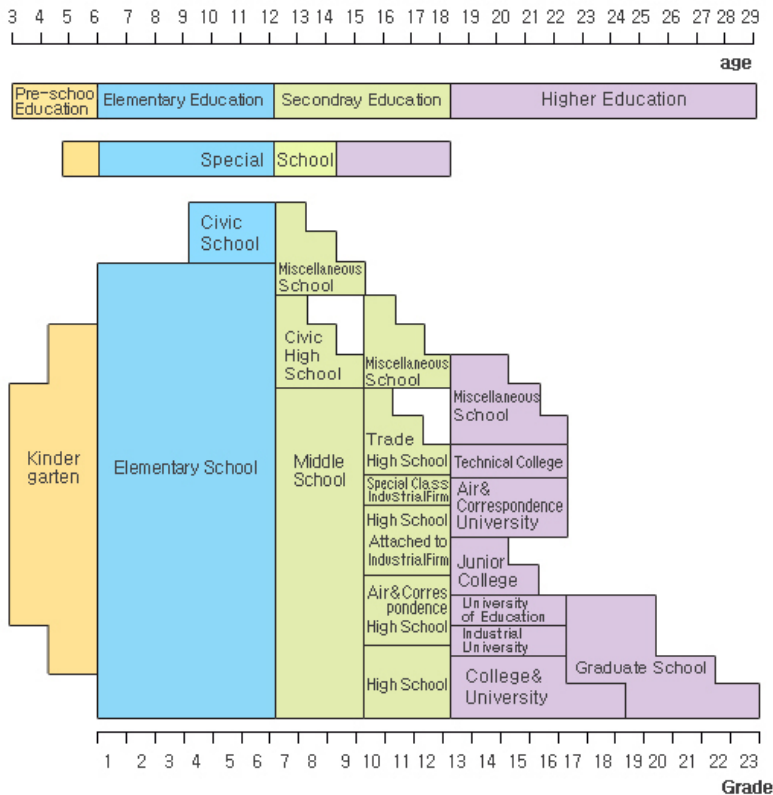 3 4 5 6 9 10 11 12 13 14 15 18 19 20 21 22 23 24 25 26 27 28 29
age
Pre-schoo
Education
Elementary Education
Secondray Education
Higher Education
Special School
Civic
School
Miscellaneous
School
Civic
High
School
Miscellaneous
School
Miscellaneous
School
Kinder
garten
Elementary School
Middle
School
Trade
High School
Technical College
Special Class
IndustrialFirm
Air&
Correspondence
University
High School
Attached to
IndustrialFirm
Junior
College
Air&Corres
pondence
High School
University
of Education
Industrial
University
Graduate School
High School
College&
University
1 2 3 4 5 6 7 8 9 10 11 12 13 14 15 16 17 18 19 20 21 22 23
Grade